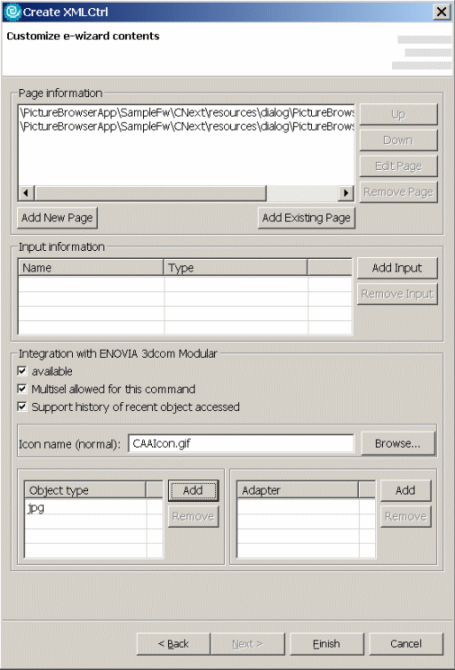 Create XMLCtrl
Customize e-wizard contents
Page information
\PictureBrowserApp\SampleFw\CNext\resources\dialog\PictureBrows
\PictureBrowserApp\SampleFw\CNext\resources\dialog\PictureBrows
Up
Down
Edit Page
Remove Page
Add New Page
Add Existing Page
Input information
Name
Type
Add Input
Remove Input
Integration with ENOVIA 3dcom Modular
available
Multisel allowed for this command
Support history of recent object accessed
Icon name (normal):
CAAIcon.gif
Browse...
Object type
jpg
Add
Remove
Adapter
Add
Remove
< Back
Next >
Finish
Cancel